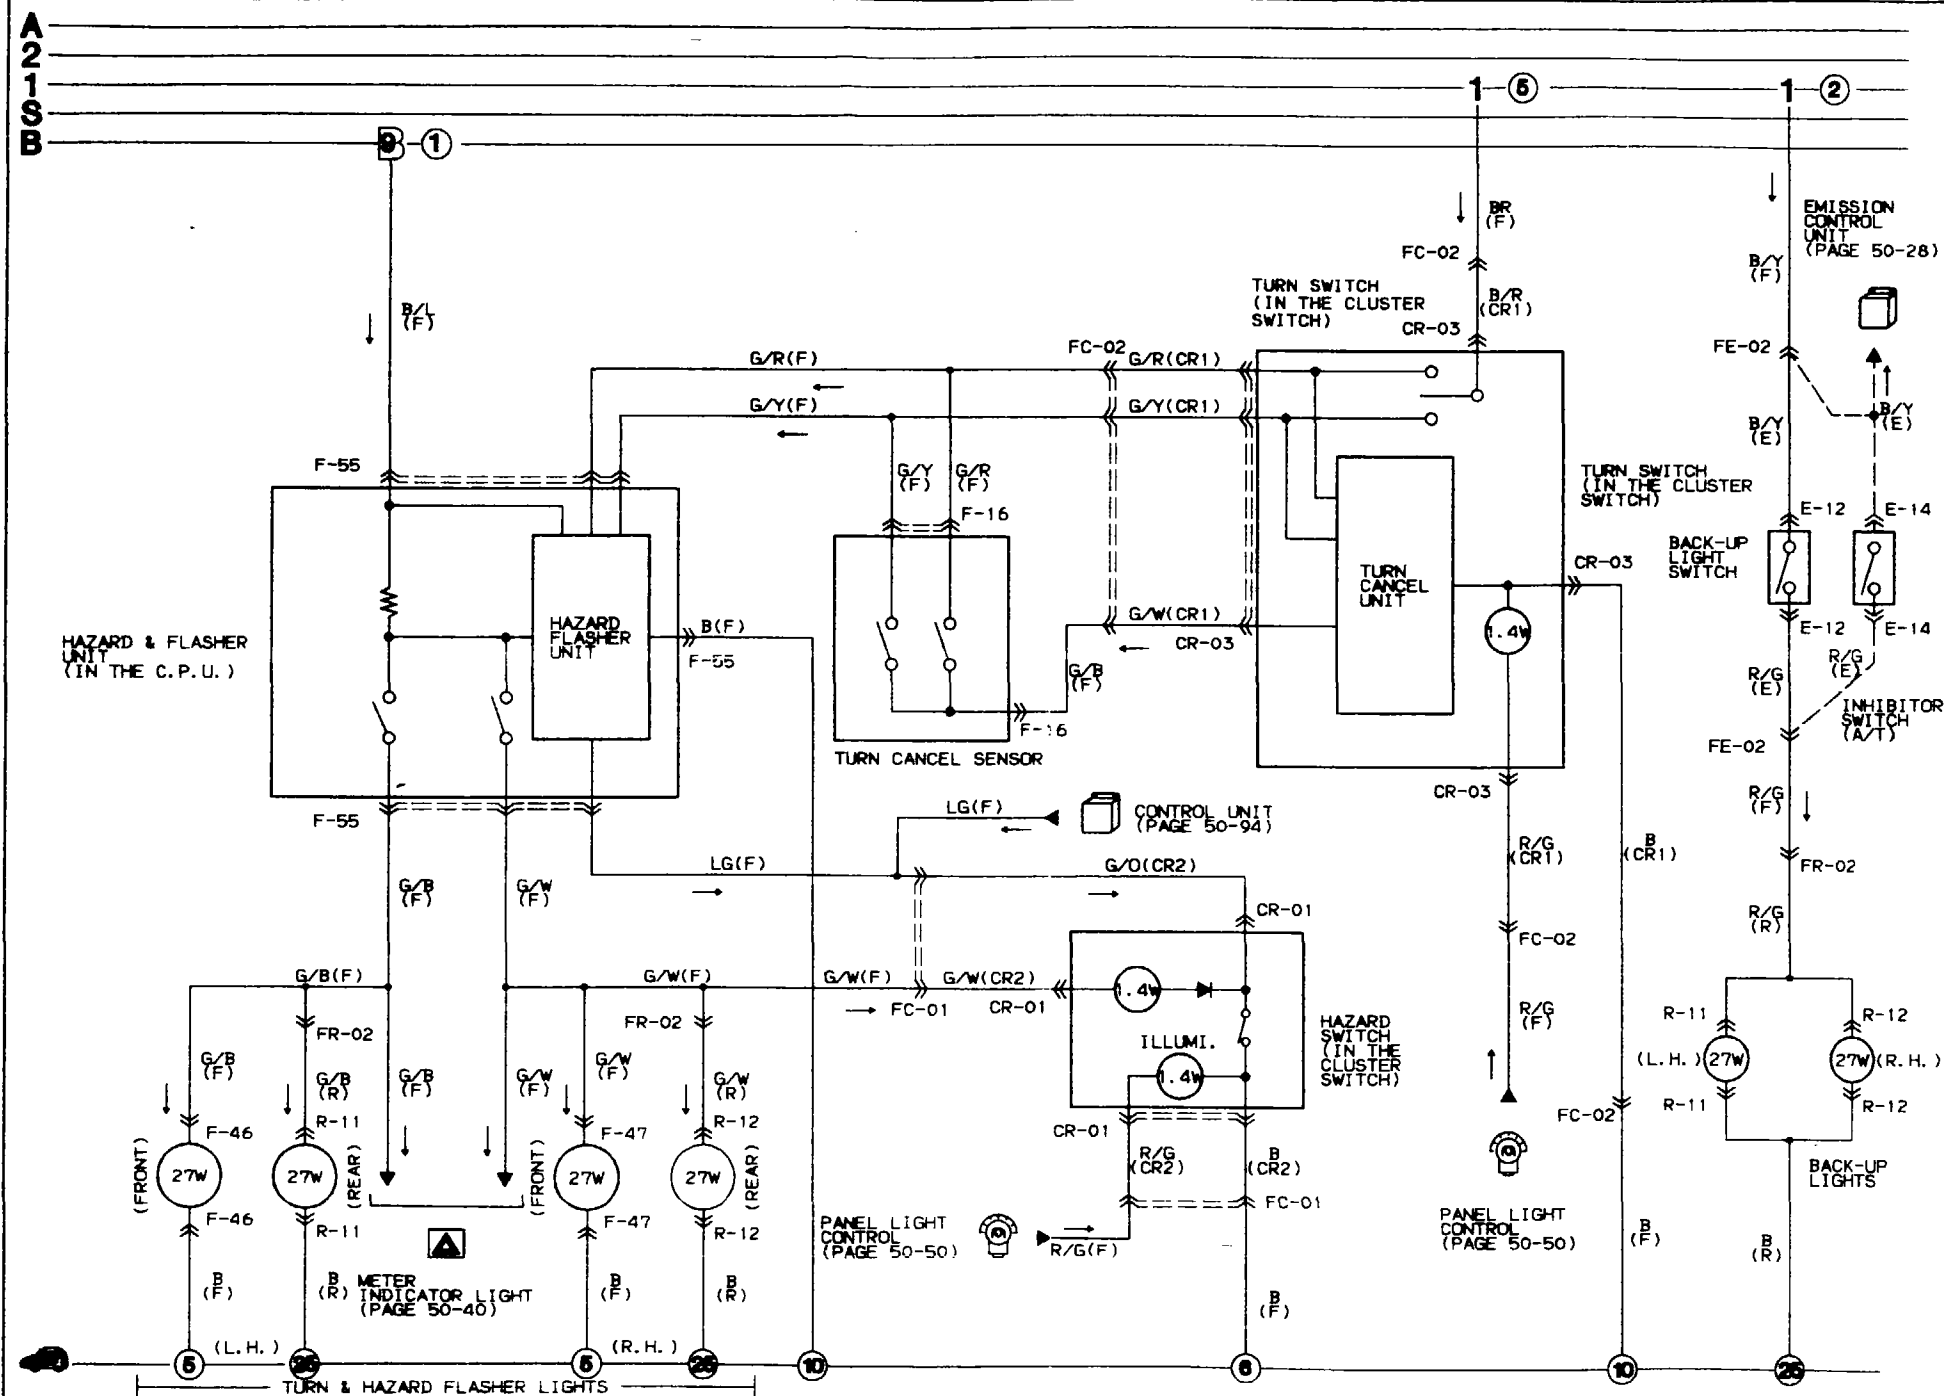 A
2
1
S
B
1 5
1 2
1
BR
(F)
FC-02
B/R
(CR1)
CR-03
EMISSION
CONTROL
UNIT
(PAGE 50-28)
B/Y
(F)
TURN SWITCH
(IN THE CLUSTER
SWITCH)
B/L
(F)
G/R(F)
FC-02
G/R(CR1)
FE-02
G/Y(F)
G/Y(CR1)
B/Y
(E)
B/Y
(E)
F-55
G/Y
(F)
G/R
(F)
F-16
TURN SWITCH
(IN THE CLUSTER
SWITCH)
E-12
E-14
BACK-UP
LIGHT
SWITCH
CR-03
TURN
CANCEL
UNIT
HAZARD
FLASHER
UNIT
B(F)
F-55
G/W(CR1)
CR-03
1.4W
E-12
E-14
HAZARD & FLASHER
UNIT
(IN THE C.P.U.)
G/B
(F)
R/G
(E)
R/G
(E)
INHIBITOR
SWITCH
(A/T)
F-16
FE-02
TURN CANCEL SENSOR
CR-03
R/G
(F)
F-55
LG(F)
CONTROL UNIT
(PAGE 50-94)
R/G
(CR1)
B
(CR1)
FR-02
LG(F)
G/O(CR2)
G/B
(F)
G/W
(F)
CR-01
FC-02
R/G
(R)
G/B(F)
G/W(F)
G/W(F)
G/W(CR2)
FC-01
CR-01
1.4W
R/G
(F)
FR-02
FR-02
ILLUMI.
1.4W
HAZARD
SWITCH
(IN THE
CLUSTER
SWITCH)
R-11
R-12
(L.H.)
27W
27W
(R.H.)
R-11
R-12
G/B
(F)
G/B
(R)
G/B
(F)
G/W
(F)
G/W
(F)
G/W
(R)
F-46
R-11
F-47
R-12
CR-01
FC-02
(FRONT)
27W
27W
(REAR)
(FRONT)
27W
27W
(REAR)
R/G
(CR2)
B
(CR2)
FC-01
BACK-UP
LIGHTS
F-46
R-11
F-47
R-12
PANEL LIGHT
CONTROL
(PAGE 50-50)
R/G(F)
PANEL LIGHT
CONTROL
(PAGE 50-50)
B
(F)
B
(R)
B
(F)
B
(R)
METER
INDICATOR LIGHT
(PAGE 50-40)
B
(F)
B
(R)
B
(F)
5
(L.H.)
25
5
(R.H.)
25
10
6
10
25
TURN & HAZARD FLASHER LIGHTS